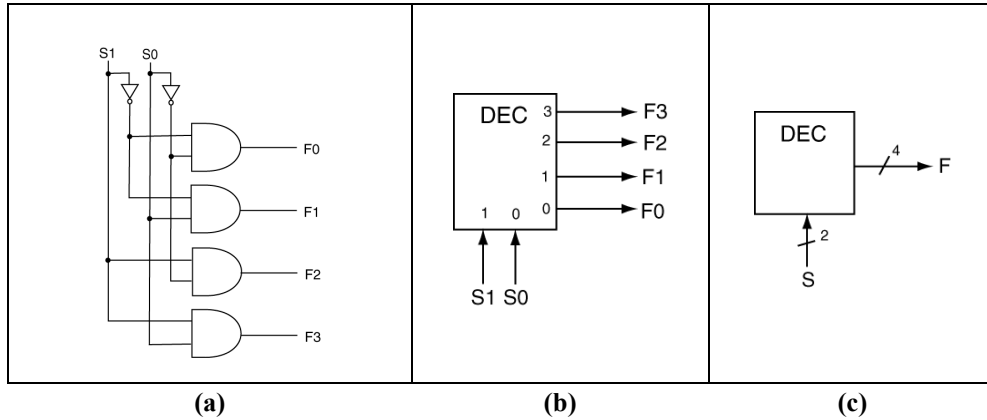 S1 S0
F0
F1
F2
F3
DEC
3 F3
2 F2
1 F1
0 F0
1 0
S1 S0
DEC
4
F
2
S
(a) (b) (c)